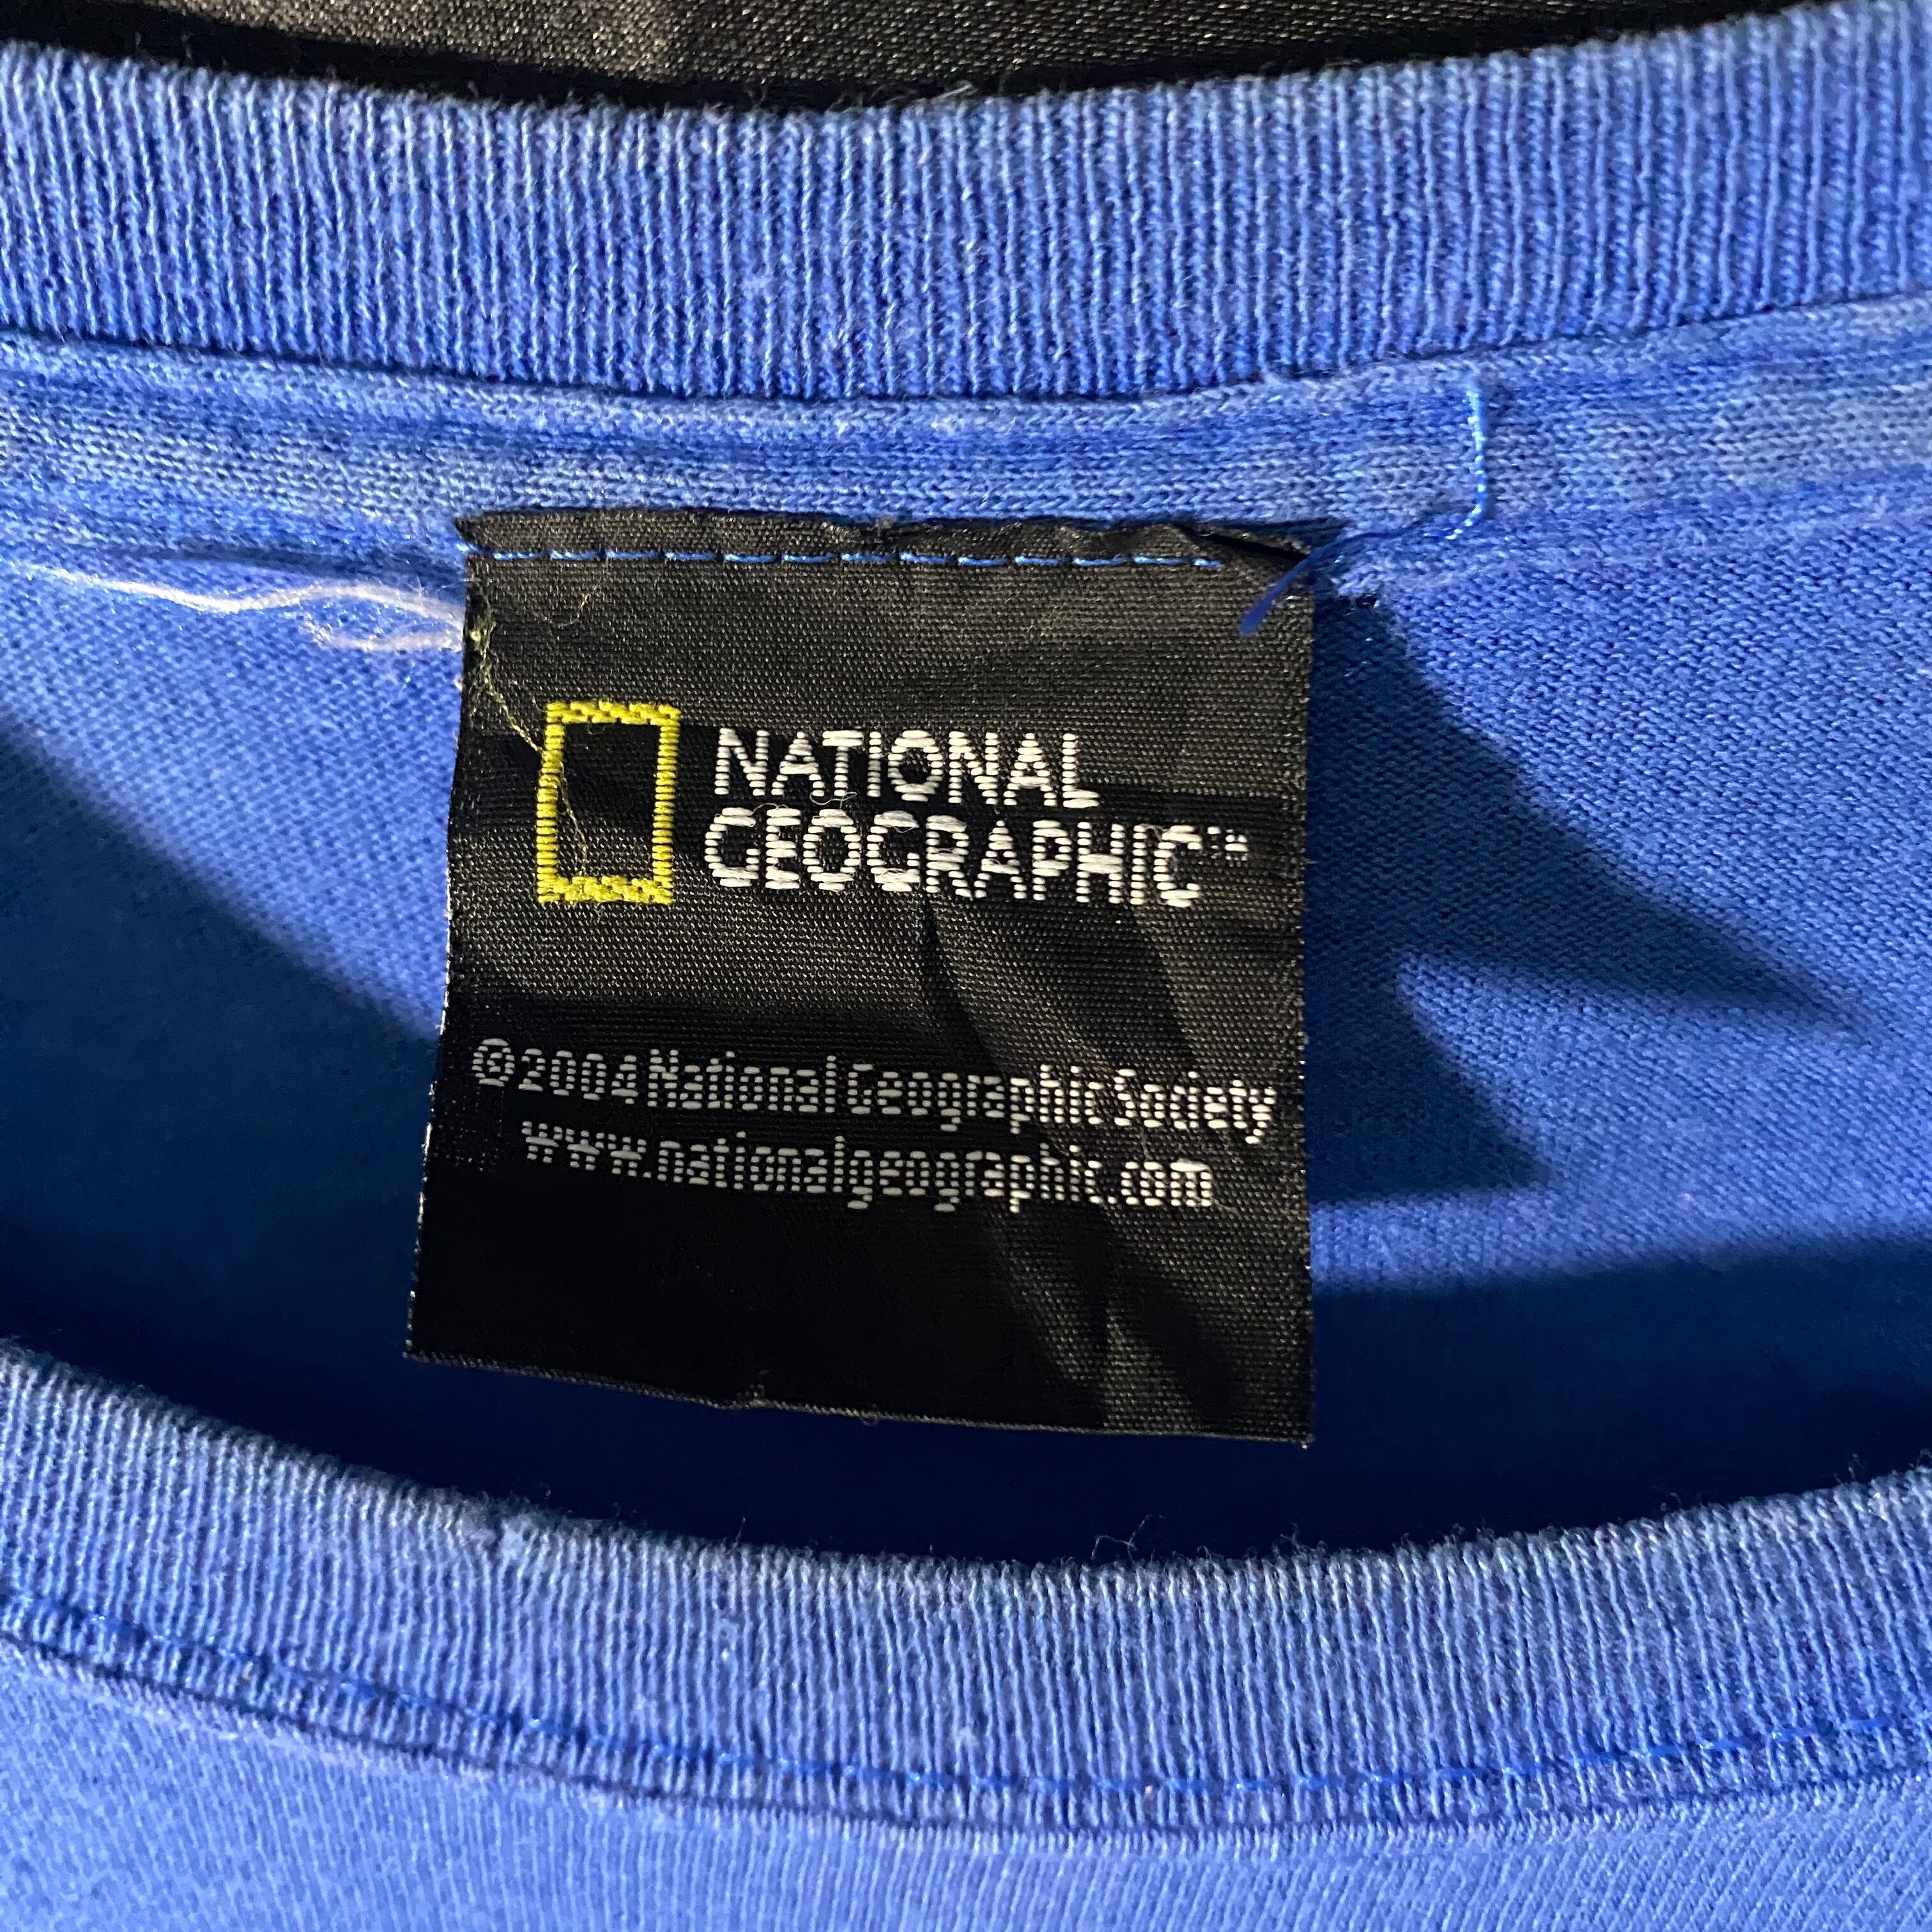 NATIONAL
GEOGRAPHIC™
©2004 National Geographic Society
www.nationalgeographic.com